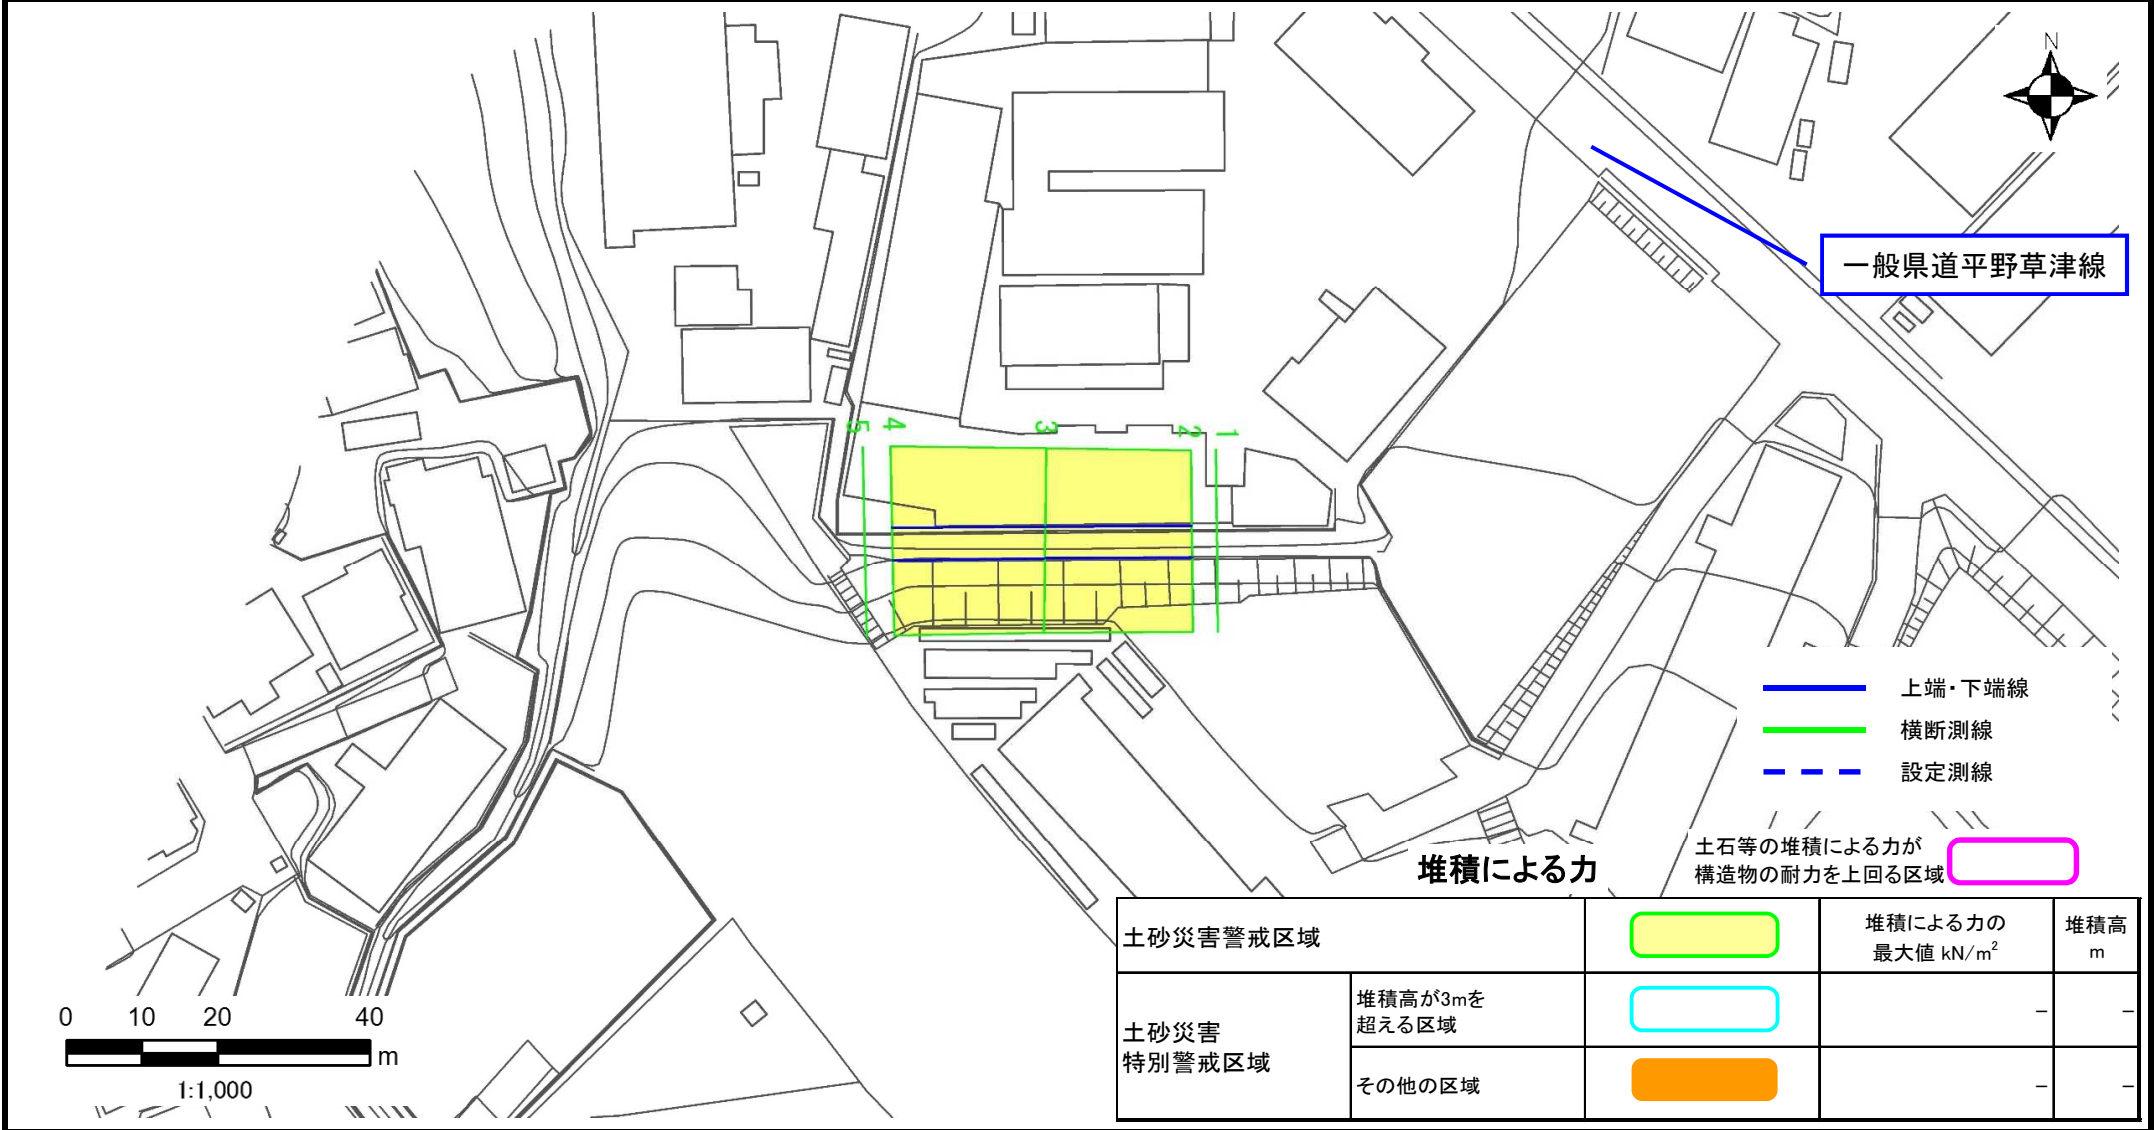 N
一般県道平野草津線
5
4
3
2
1
上端・下端線
横断測線
設定測線
堆積による力
土石等の堆積による力が
構造物の耐力を上回る区域
土砂災害警戒区域
堆積による力の
最大値 kN/m²
堆積高
m
土砂災害
特別警戒区域
堆積高が3mを
超える区域
－
－
その他の区域
－
－
0 10 20 40
m
1:1,000